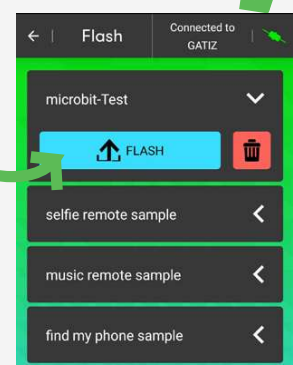 Flash
Connected to
GATIZ
microbit-Test
FLASH
selfie remote sample
music remote sample
find my phone sample